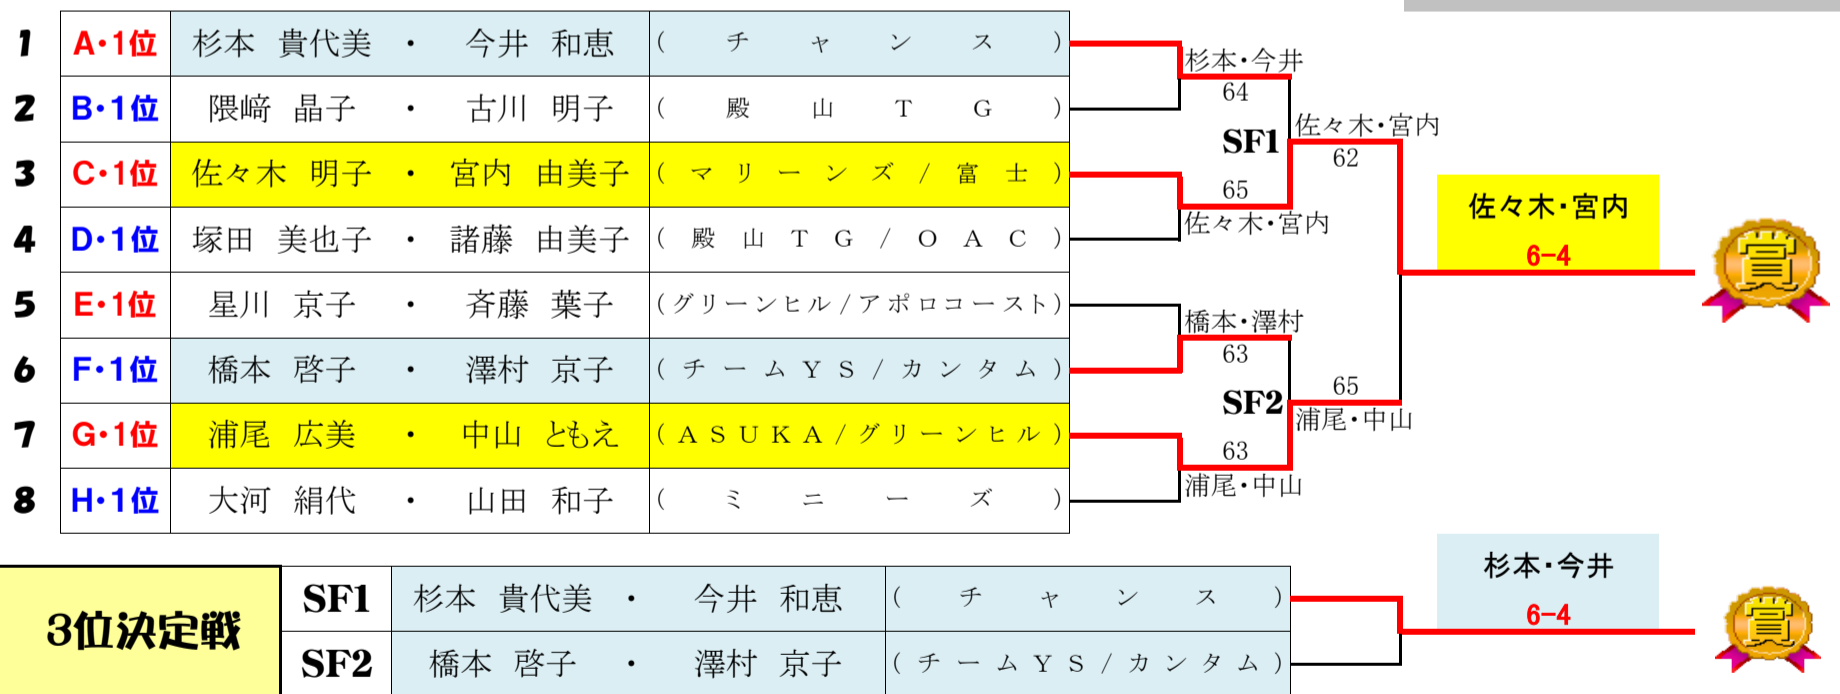 1 A・1位 杉本 貴代美 ・ 今井 和恵 ( チャンス )
杉本・今井
64
2 B・1位 隈﨑 晶子 ・ 古川 明子 ( 殿山TG )
SF1
佐々木・宮内
62
3 C・1位 佐々木 明子 ・ 宮内 由美子 ( マリーンズ/富士 )
65
佐々木・宮内
佐々木・宮内
6-4
賞
4 D・1位 塚田 美也子 ・ 諸藤 由美子 ( 殿山TG/OAC )
5 E・1位 星川 京子 ・ 斉藤 葉子 (グリーンヒル/アポロコースト)
橋本・澤村
63
6 F・1位 橋本 啓子 ・ 澤村 京子 ( チームYS/カンタム )
SF2
65
浦尾・中山
7 G・1位 浦尾 広美 ・ 中山 ともえ ( ASUKA/グリーンヒル )
63
浦尾・中山
8 H・1位 大河 絹代 ・ 山田 和子 ( ミニーズ )
3位決定戦
SF1 杉本 貴代美 ・ 今井 和恵 ( チャンス )
SF2 橋本 啓子 ・ 澤村 京子 ( チームYS/カンタム )
杉本・今井
6-4
賞